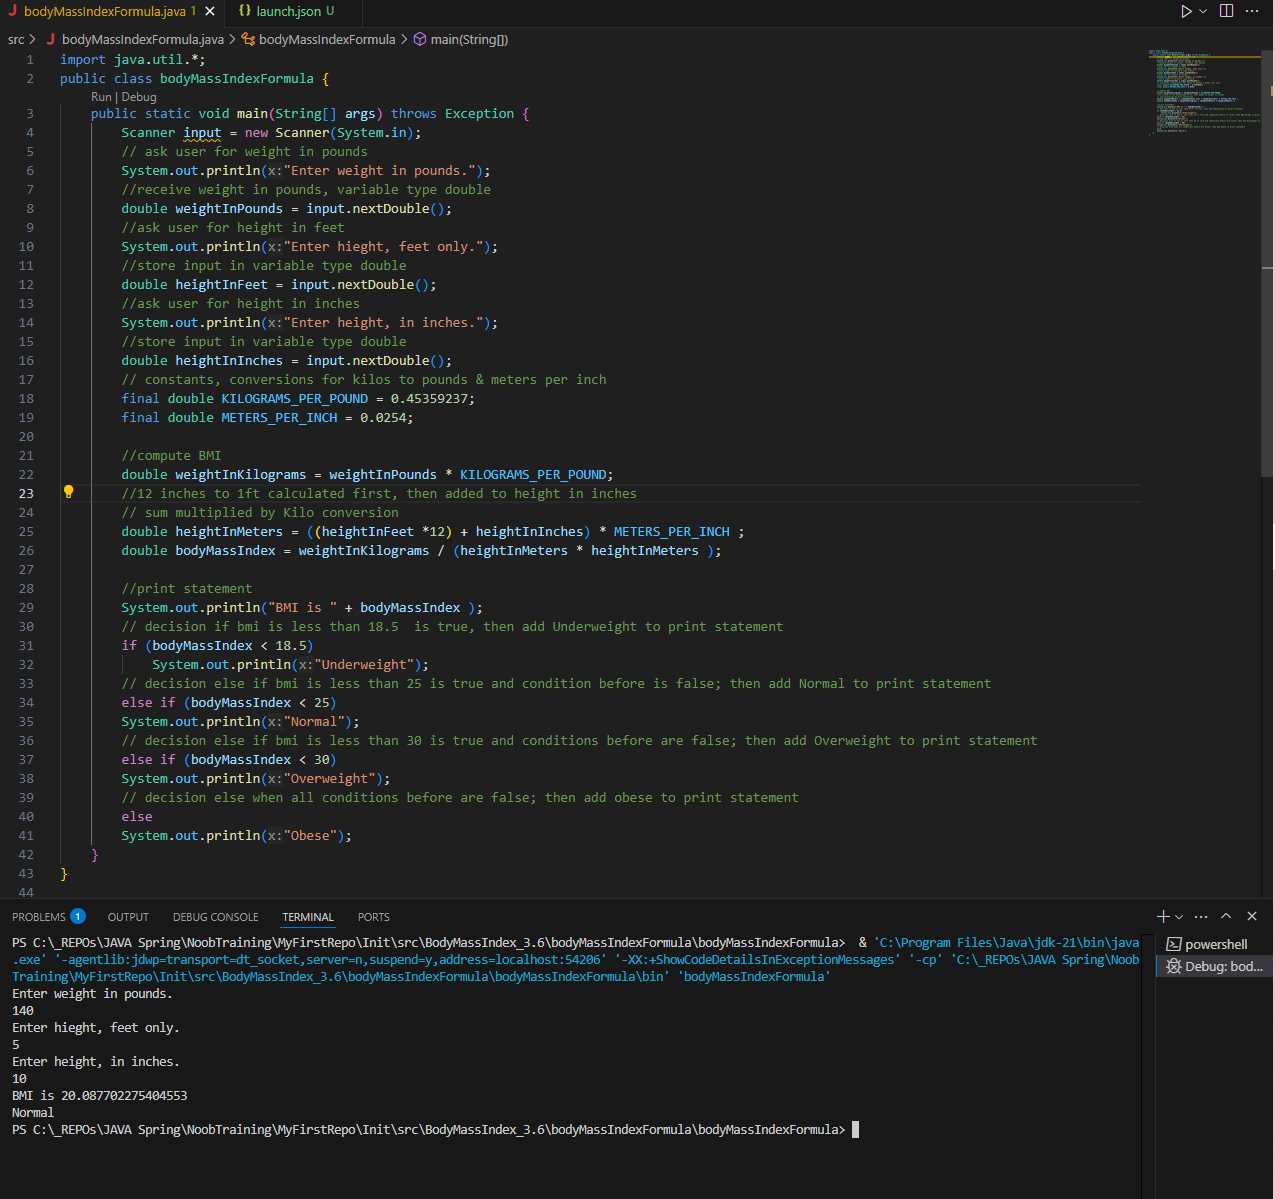 bodyMassIndexFormula.java 1 launch.json U
src > bodyMassIndexFormula.java > bodyMassIndexFormula > main(String[])
1 import java.util.*;
2 public class bodyMassIndexFormula {
Run | Debug
3 public static void main(String[] args) throws Exception {
4 Scanner input = new Scanner(System.in);
5 // ask user for weight in pounds
6 System.out.println(x:"Enter weight in pounds.");
7 //receive weight in pounds, variable type double
8 double weightInPounds = input.nextDouble();
9 //ask user for height in feet
10 System.out.println(x:"Enter hieght, feet only.");
11 //store input in variable type double
12 double heightInFeet = input.nextDouble();
13 //ask user for height in inches
14 System.out.println(x:"Enter height, in inches.");
15 //store input in variable type double
16 double heightInInches = input.nextDouble();
17 // constants, conversions for kilos to pounds & meters per inch
18 final double KILOGRAMS_PER_POUND = 0.45359237;
19 final double METERS_PER_INCH = 0.0254;
20
21 //compute BMI
22 double weightInKilograms = weightInPounds * KILOGRAMS_PER_POUND;
23 //12 inches to 1ft calculated first, then added to height in inches
24 // sum multiplied by Kilo conversion
25 double heightInMeters = ((heightInFeet *12) + heightInInches) * METERS_PER_INCH ;
26 double bodyMassIndex = weightInKilograms / (heightInMeters * heightInMeters );
27
28 //print statement
29 System.out.println("BMI is " + bodyMassIndex );
30 // decision if bmi is less than 18.5  is true, then add Underweight to print statement
31 if (bodyMassIndex < 18.5)
32 System.out.println(x:"Underweight");
33 // decision else if bmi is less than 25 is true and condition before is false; then add Normal to print statement
34 else if (bodyMassIndex < 25)
35 System.out.println(x:"Normal");
36 // decision else if bmi is less than 30 is true and conditions before are false; then add Overweight to print statement
37 else if (bodyMassIndex < 30)
38 System.out.println(x:"Overweight");
39 // decision else when all conditions before are false; then add obese to print statement
40 else
41 System.out.println(x:"Obese");
42 }
43 }
44
PROBLEMS 1 OUTPUT DEBUG CONSOLE TERMINAL PORTS
PS C:\_REPOs\JAVA Spring\NoobTraining\MyFirstRepo\Init\src\BodyMassIndex_3.6\bodyMassIndexFormula\bodyMassIndexFormula>  & 'C:\Program Files\Java\jdk-21\bin\java
.exe' '-agentlib:jdwp=transport=dt_socket,server=n,suspend=y,address=localhost:54206' '-XX:+ShowCodeDetailsInExceptionMessages' '-cp' 'C:\_REPOs\JAVA Spring\Noob
Training\MyFirstRepo\Init\src\BodyMassIndex_3.6\bodyMassIndexFormula\bodyMassIndexFormula\bin' 'bodyMassIndexFormula'
Enter weight in pounds.
140
Enter hieght, feet only.
5
Enter height, in inches.
10
BMI is 20.087702275404553
Normal
PS C:\_REPOs\JAVA Spring\NoobTraining\MyFirstRepo\Init\src\BodyMassIndex_3.6\bodyMassIndexFormula\bodyMassIndexFormula>
powershell
Debug: bod...